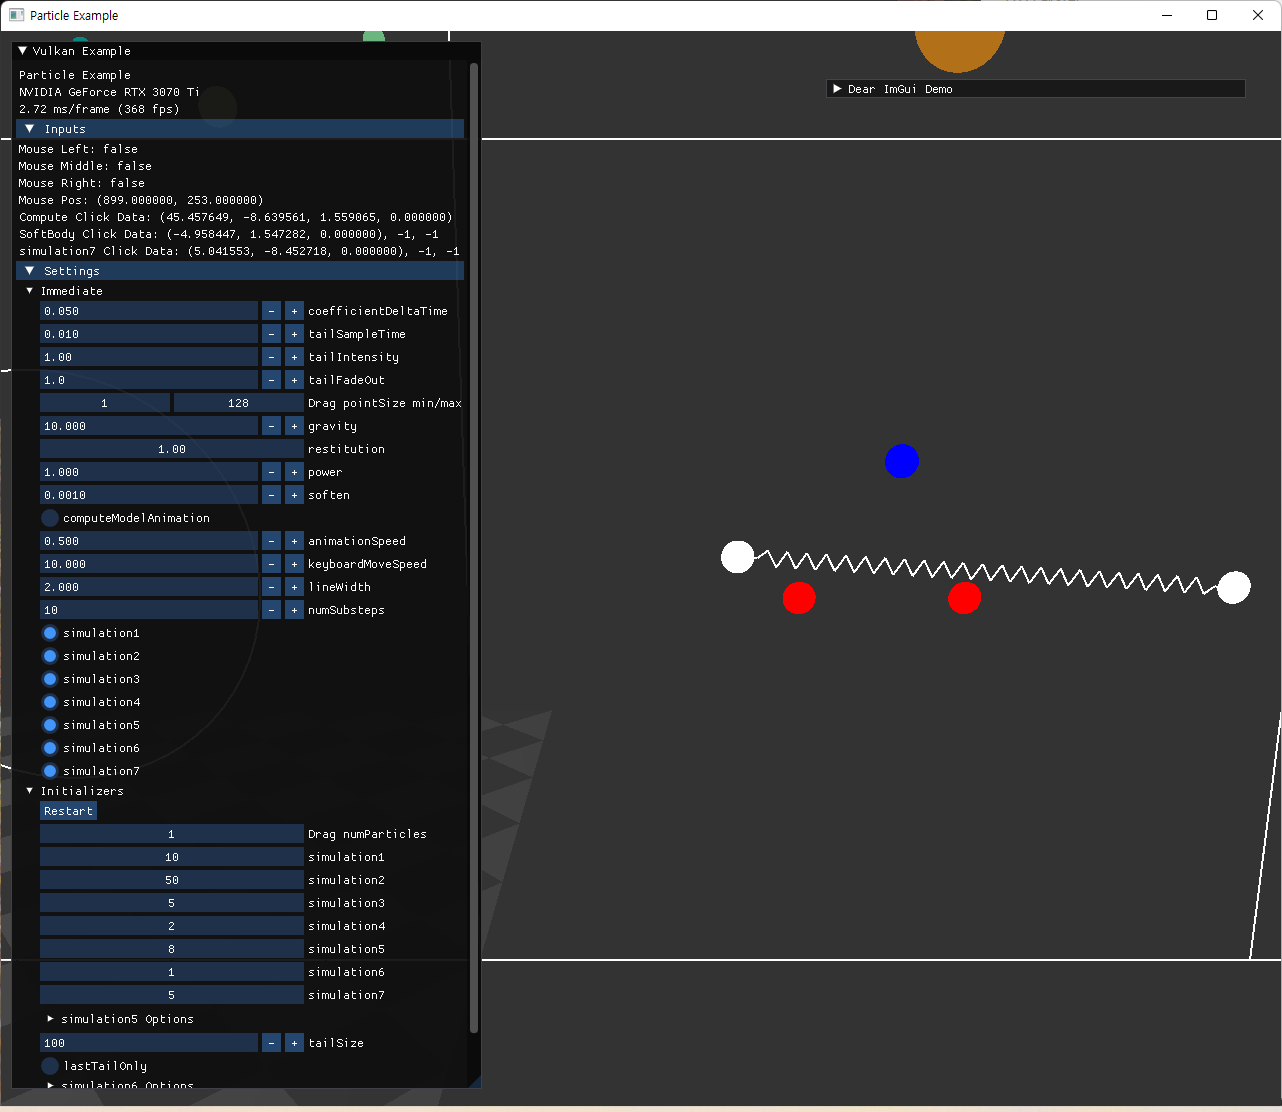 Particle Example
Vulkan Example
Particle Example
NVIDIA GeForce RTX 3070 Ti
2.72 ms/frame (368 fps)
Dear ImGui Demo
Inputs
Mouse Left: false
Mouse Middle: false
Mouse Right: false
Mouse Pos: (899.000000, 253.000000)
Compute Click Data: (45.457649, -8.639561, 1.559065, 0.000000)
SoftBody Click Data: (-4.958447, 1.547282, 0.000000), -1, -1
simulation7 Click Data: (5.041553, -8.452718, 0.000000), -1, -1
Settings
Immediate
0.050 - + coefficientDeltaTime
0.010 - + tailSampleTime
1.00 - + tailIntensity
1.0 - + tailFadeOut
1 128 Drag pointSize min/max
10.000 - + gravity
1.00 restitution
1.000 - + power
0.0010 - + soften
computeModelAnimation
0.500 - + animationSpeed
10.000 - + keyboardMoveSpeed
2.000 - + lineWidth
10 - + numSubsteps
simulation1
simulation2
simulation3
simulation4
simulation5
simulation6
simulation7
Initializers
Restart
1 Drag numParticles
10 simulation1
50 simulation2
5 simulation3
2 simulation4
8 simulation5
1 simulation6
5 simulation7
simulation5 Options
100 - + tailSize
lastTailOnly
simulation6 Options